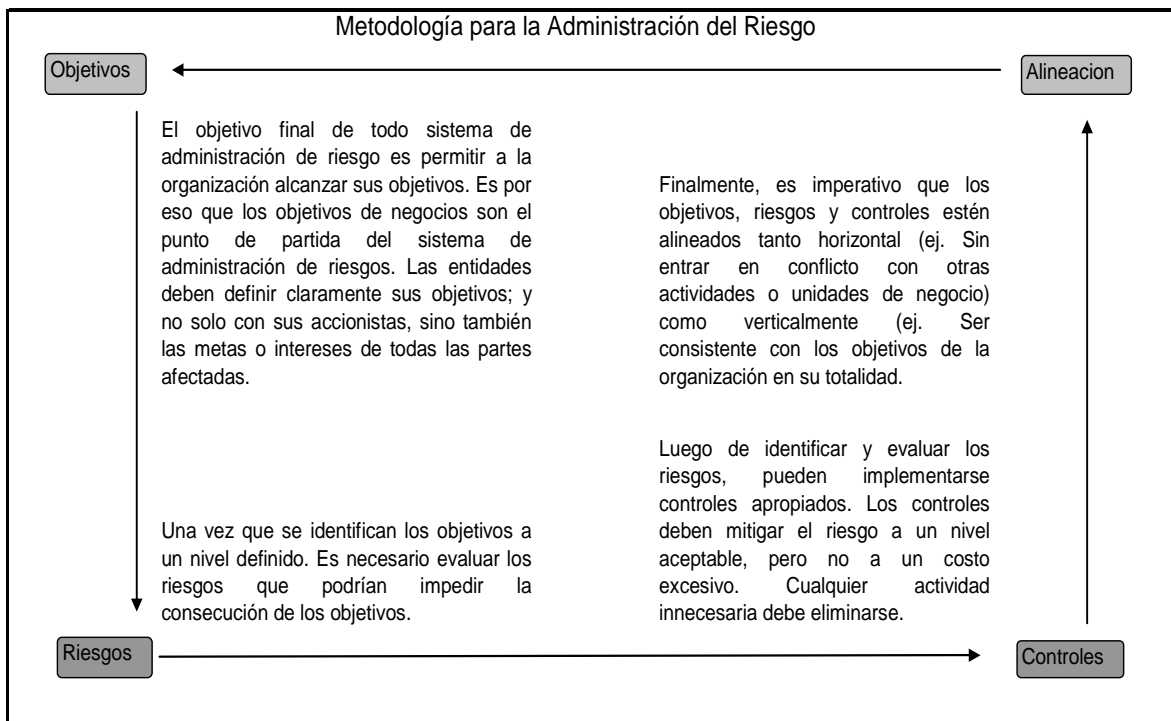 Metodología para la Administración del Riesgo
Objetivos
Alineacion
El objetivo final de todo sistema de
administración de riesgo es permitir a la
organización alcanzar sus objetivos. Es por
eso que los objetivos de negocios son el
punto de partida del sistema de
administración de riesgos. Las entidades
deben definir claramente sus objetivos; y
no solo con sus accionistas, sino también
las metas o intereses de todas las partes
afectadas.
Una vez que se identifican los objetivos a
un nivel definido. Es necesario evaluar los
riesgos que podrían impedir la
consecución de los objetivos.
Finalmente, es imperativo que los
objetivos, riesgos y controles estén
alineados tanto horizontal (ej. Sin
entrar en conflicto con otras
actividades o unidades de negocio)
como verticalmente (ej. Ser
consistente con los objetivos de la
organización en su totalidad.
Luego de identificar y evaluar los
riesgos, pueden implementarse
controles apropiados. Los controles
deben mitigar el riesgo a un nivel
aceptable, pero no a un costo
excesivo. Cualquier actividad
innecesaria debe eliminarse.
Riesgos
Controles